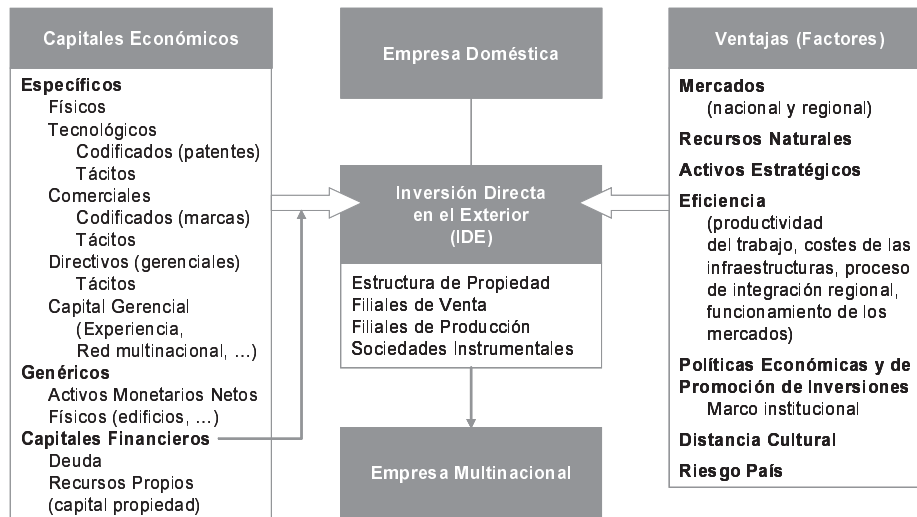 Capitales Económicos
Específicos
Físicos
Tecnológicos
Codificados (patentes)
Tácitos
Comerciales
Codificados (marcas)
Tácitos
Directivos (gerenciales)
Tácitos
Capital Gerencial
(Experiencia,
Red multinacional, ...)
Genéricos
Activos Monetarios Netos
Físicos (edificios, ...)
Capitales Financieros
Deuda
Recursos Propios
(capital propiedad)
Empresa Doméstica
Inversión Directa
en el Exterior
(IDE)
Estructura de Propiedad
Filiales de Venta
Filiales de Producción
Sociedades Instrumentales
Empresa Multinacional
Ventajas (Factores)
Mercados
(nacional y regional)
Recursos Naturales
Activos Estratégicos
Eficiencia
(productividad
del trabajo, costes de las
infraestructuras, proceso
de integración regional,
funcionamiento de los
mercados)
Políticas Económicas y de
Promoción de Inversiones
Marco institucional
Distancia Cultural
Riesgo País